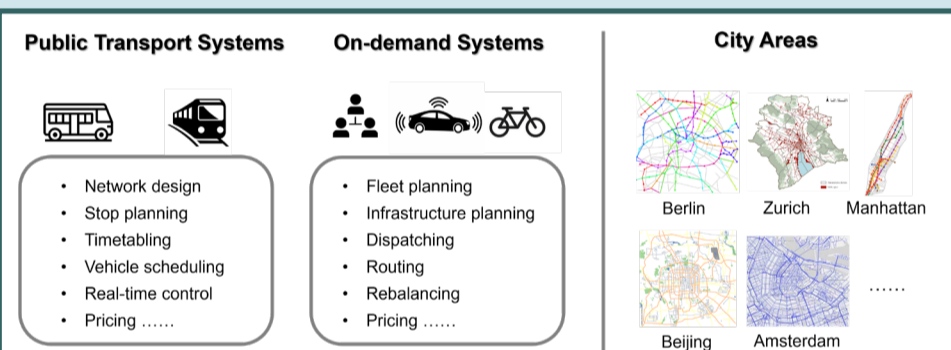 Public Transport Systems
On-demand Systems
City Areas
• Network design
• Stop planning
• Timetabling
• Vehicle scheduling
• Real-time control
• Pricing ……
• Fleet planning
• Infrastructure planning
• Dispatching
• Routing
• Rebalancing
• Pricing ……
Berlin
Zurich
Manhattan
Beijing
Amsterdam
……